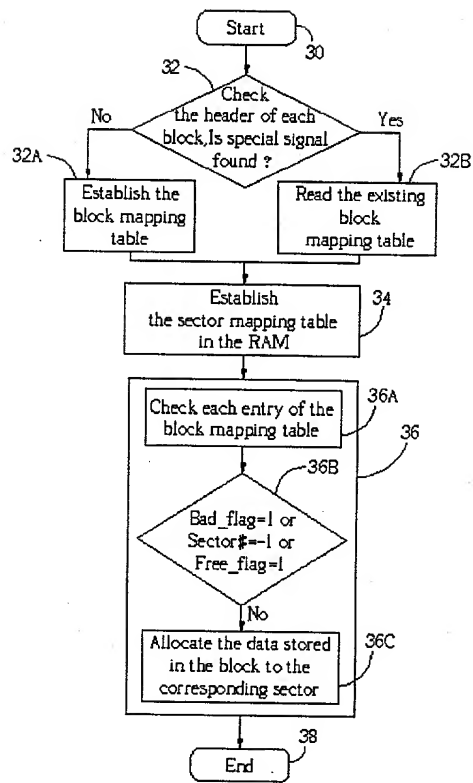 Start
30
32
Check
the header of each
block,Is special signal
found ?
No
Yes
32A
32B
Establish the
block mapping
table
Read the existing
block
mapping table
Establish
the sector mapping table
in the RAM
34
36A
Check each entry of the
block mapping table
36
36B
Bad_flag=1 or
Sector#=-1 or
Free_flag=1
No
Allocate the data stored
in the block to the
corresponding sector
36C
End
38